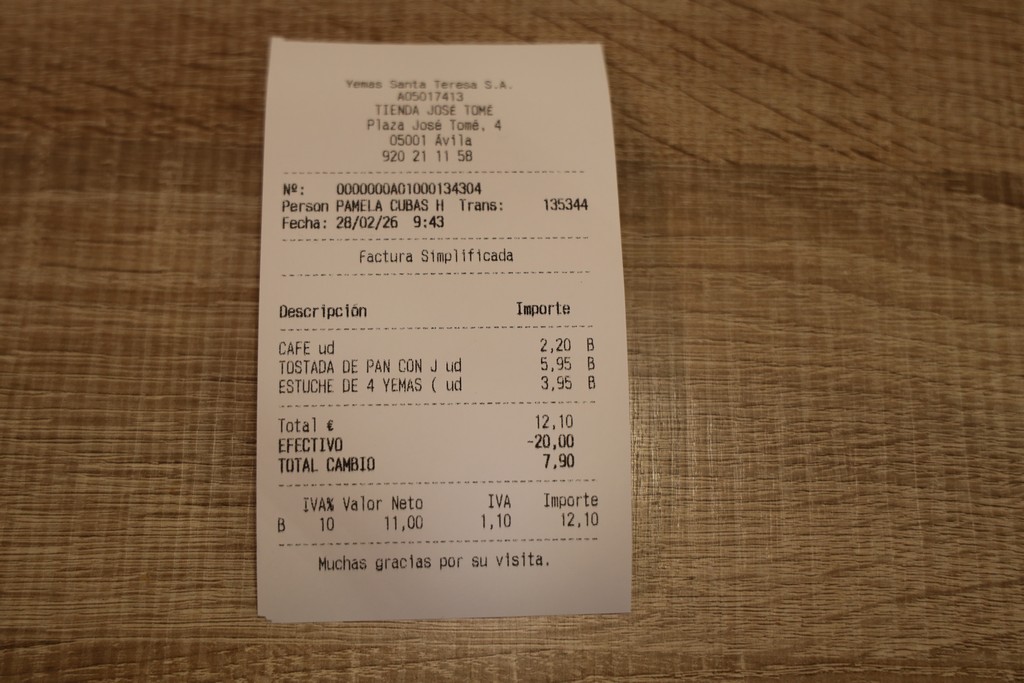 Yemas Santa Teresa S.A.
A05017413
TIENDA JOSÉ TOMÉ
Plaza José Tomé, 4
05001 Ávila
920 21 11 58
Nº: 0000000A01000134304
Person PAMELA CUBAS H Trans: 135344
Fecha: 28/02/26 9:43
Factura Simplificada
Descripción Importe
CAFE ud 2,20 B
TOSTADA DE PAN CON J ud 5,95 B
ESTUCHE DE 4 YEMAS ( ud 3,95 B
Total € 12,10
EFECTIVO -20,00
TOTAL CAMBIO 7,90
IVA% Valor Neto IVA Importe
B 10 11,00 1,10 12,10
Muchas gracias por su visita.